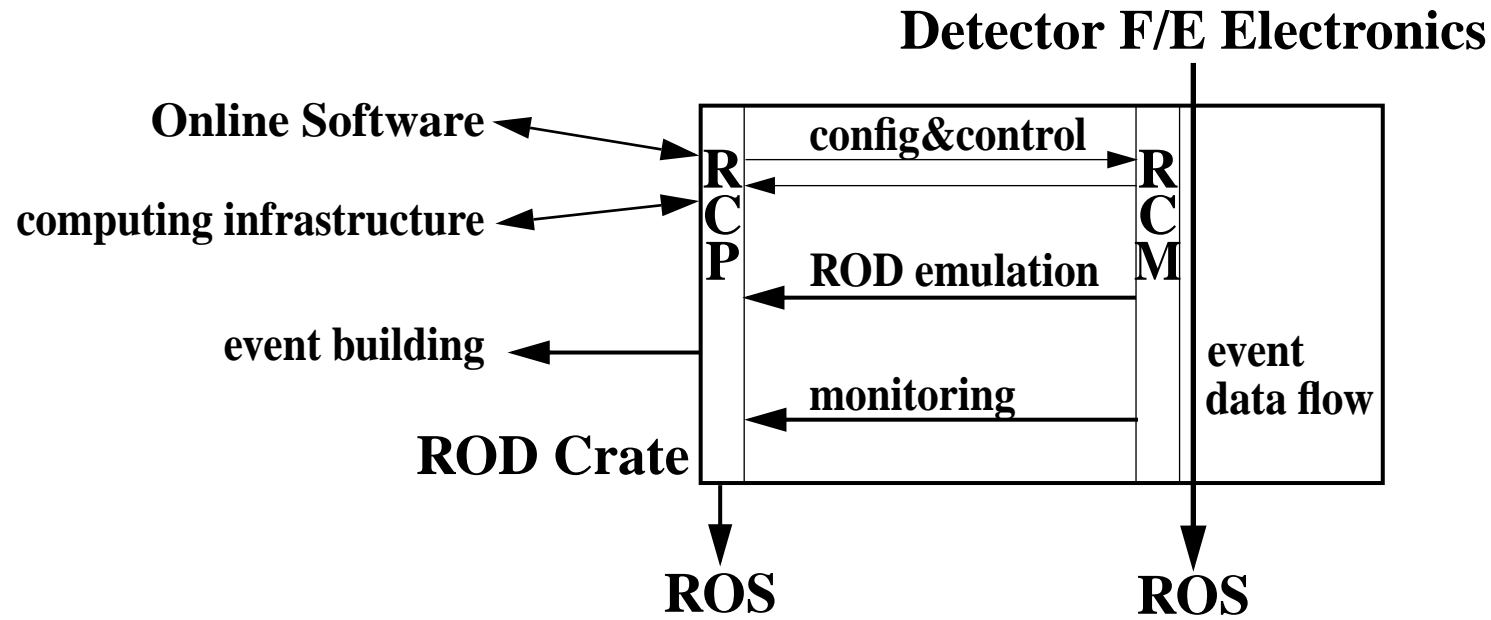 Detector F/E Electronics
Online Software
config&control
R
C
P
R
C
M
computing infrastructure
ROD emulation
event building
event
data flow
monitoring
ROD Crate
ROS
ROS